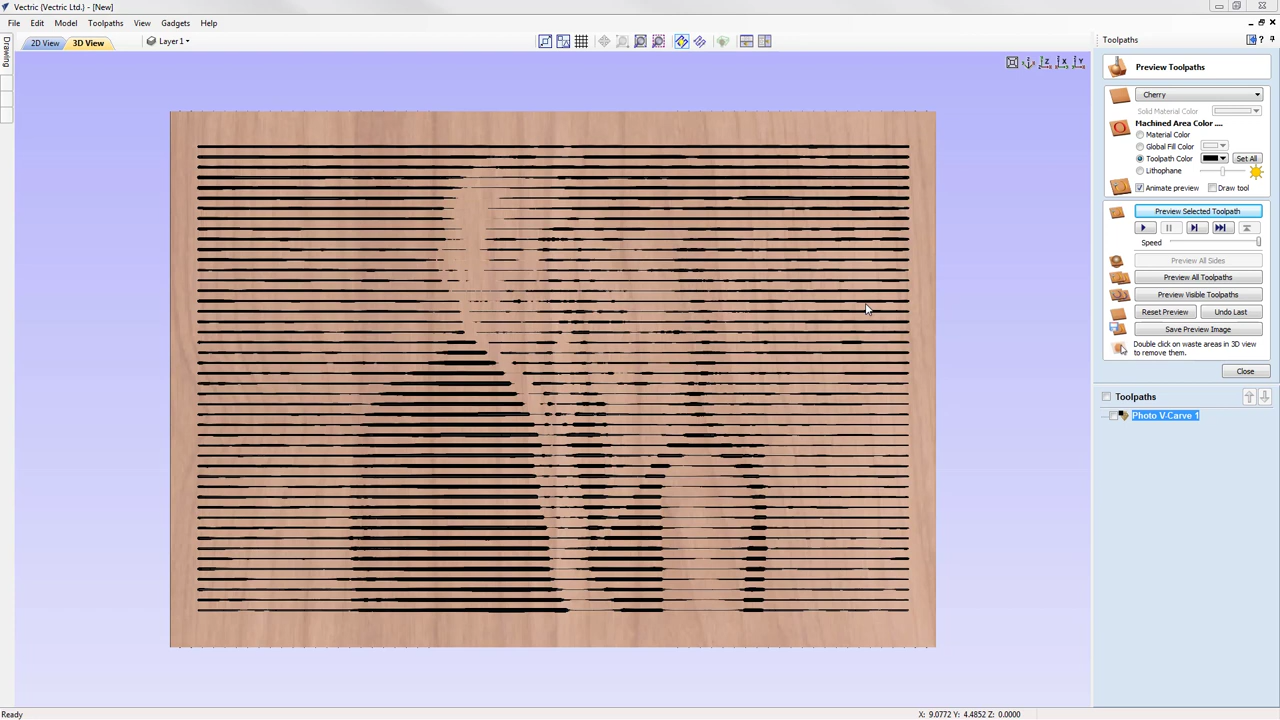 Vectric {Vectric Ltd.} - [New]
File Edit Model Toolpaths View Gadgets Help
2D View 3D View Layer 1
Drawing
Toolpaths
Preview Toolpaths
Cherry
Solid Material Color
Machined Area Color ....
Material Color
Global Fill Color
Toolpath Color Set All
Lithophane
Animate preview Draw tool
Preview Selected Toolpath
Speed
Preview All Sides
Preview All Toolpaths
Preview Visible Toolpaths
Reset Preview Undo Last
Save Preview Image
Double click on waste areas in 3D view
to remove them.
Close
Toolpaths
Photo V-Carve 1
Ready X: 9.0772 Y: 4.4852 Z: 0.0000